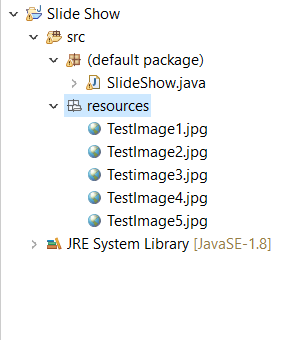 Slide Show
src
(default package)
SlideShow.java
resources
TestImage1.jpg
TestImage2.jpg
Testimage3.jpg
TestImage4.jpg
TestImage5.jpg
JRE System Library [JavaSE-1.8]